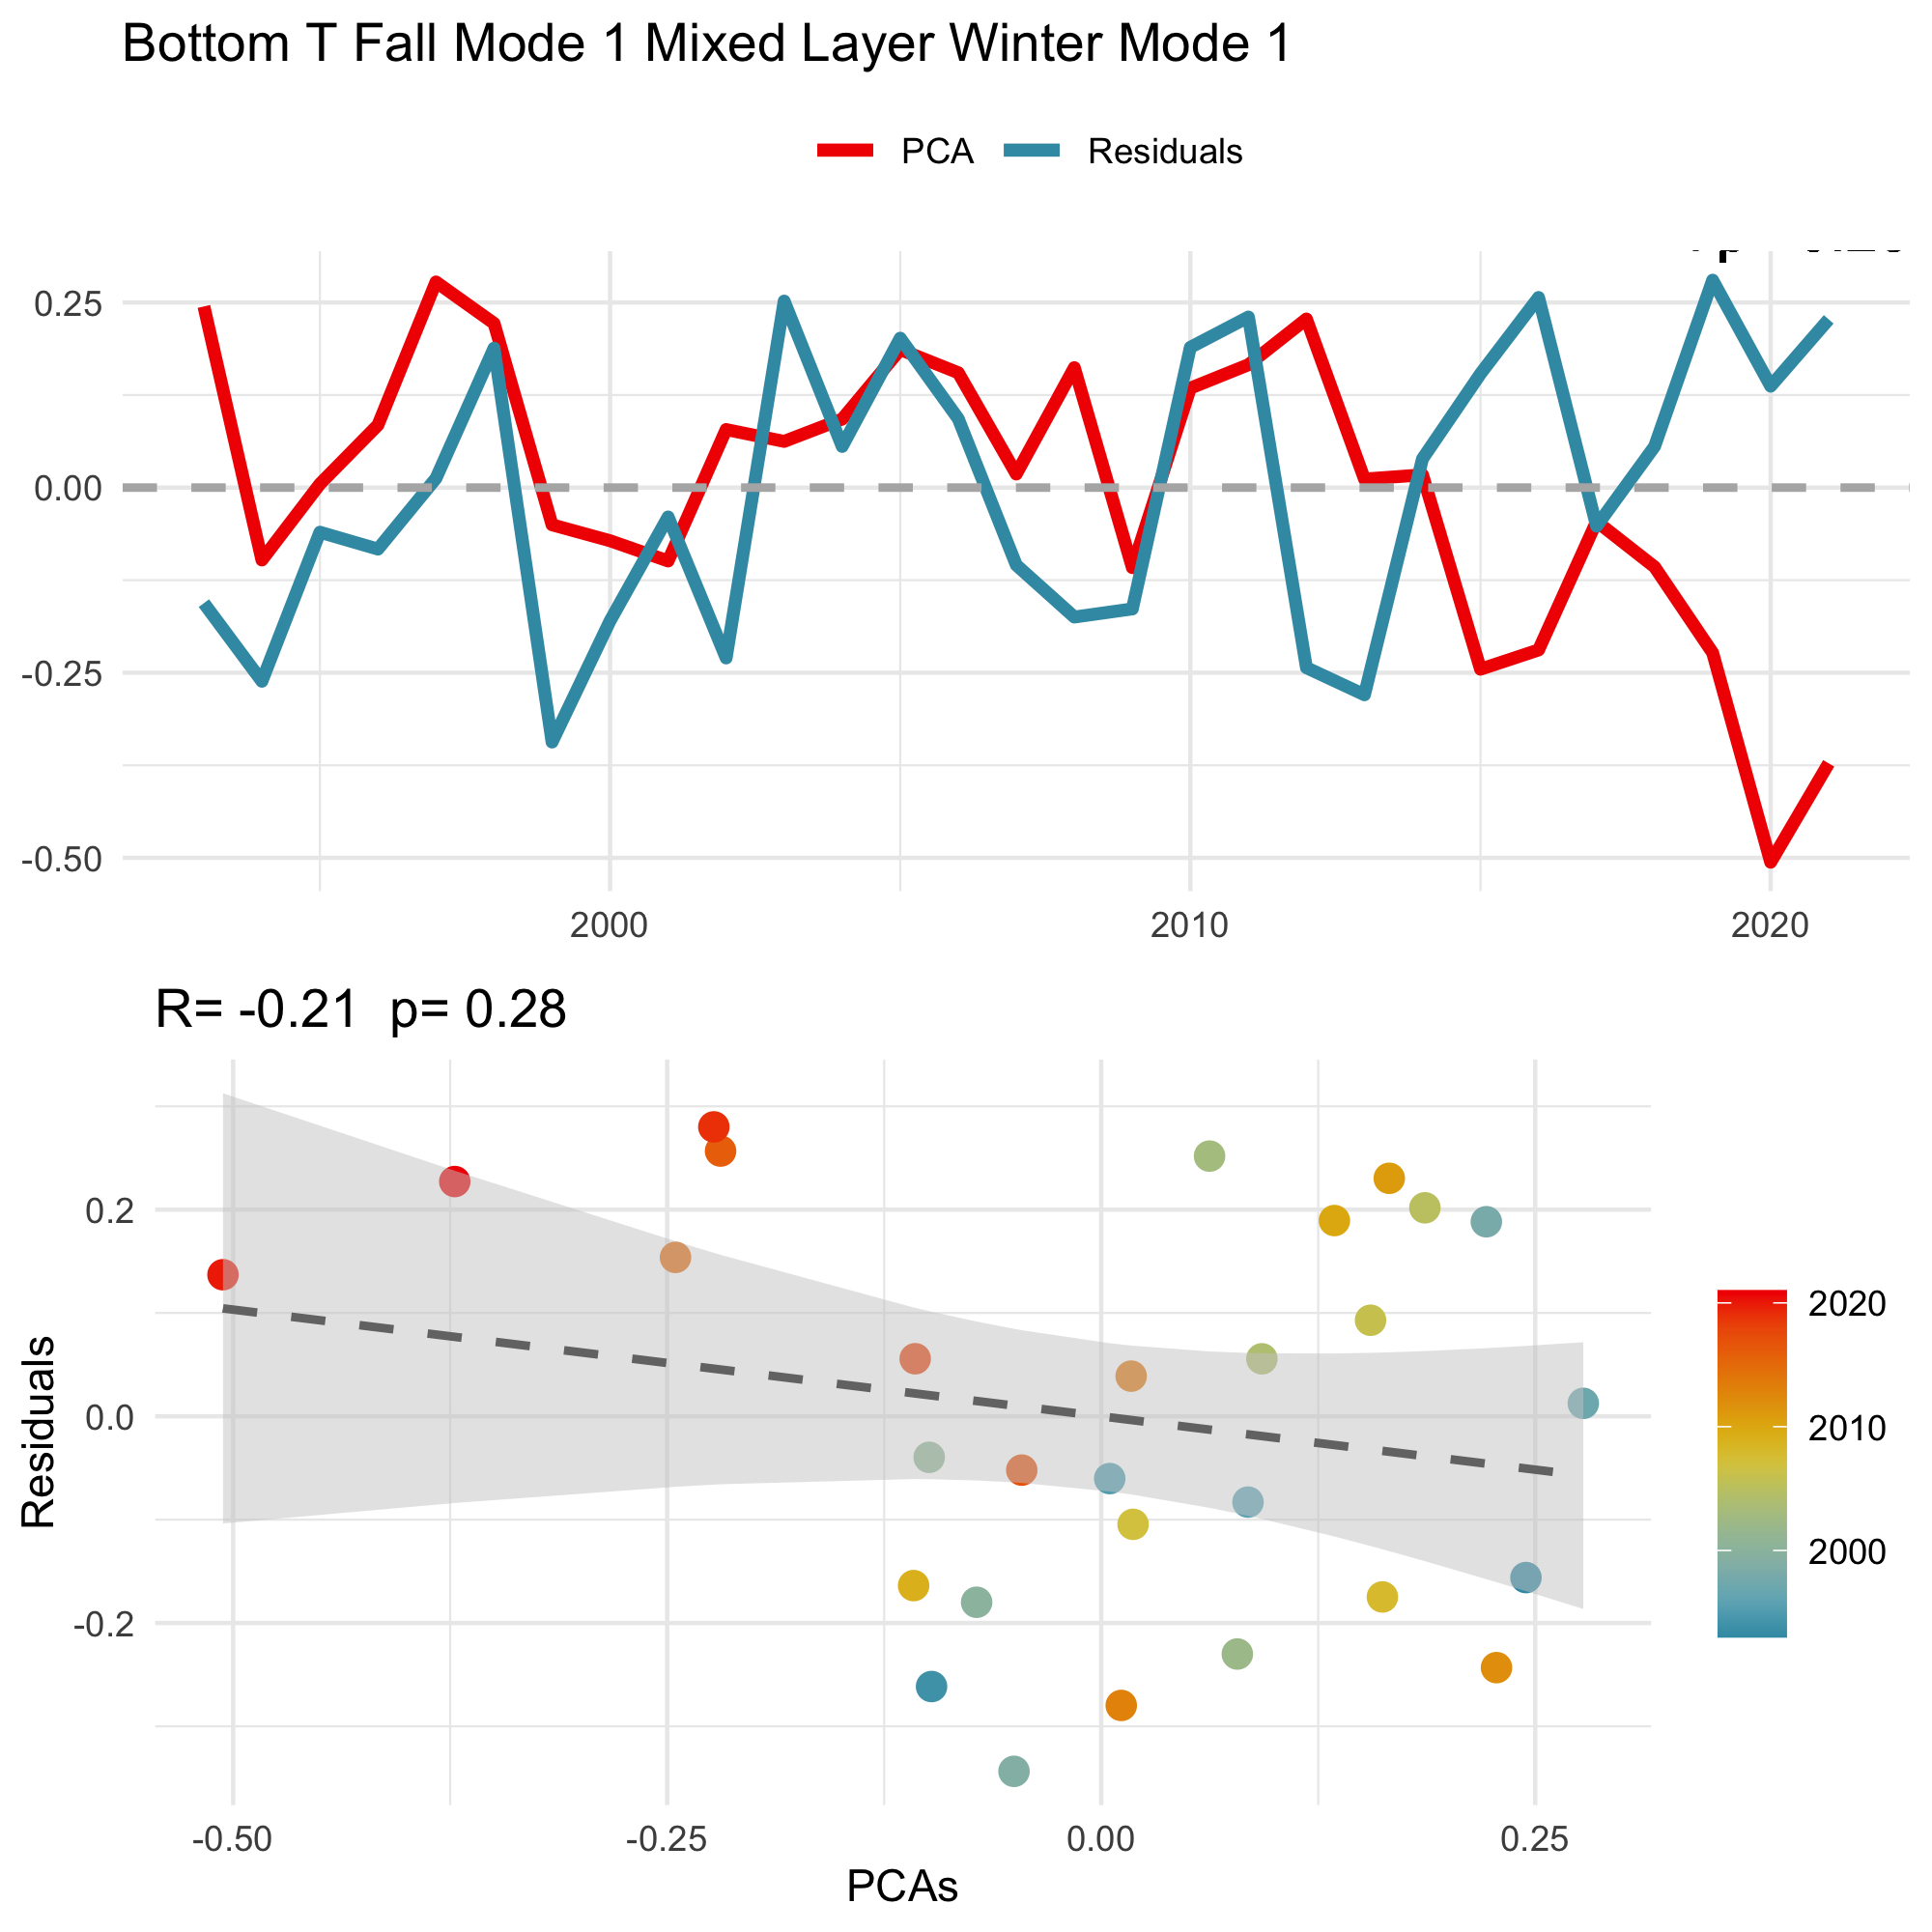 Bottom T Fall Mode 1 Mixed Layer Winter Mode 1
PCA Residuals
0.25
0.00
-0.25
-0.50
2000 2010 2020
R= -0.21 p= 0.28
Residuals
0.2
0.0
-0.2
-0.50 -0.25 0.00 0.25
PCAs
2020
2010
2000